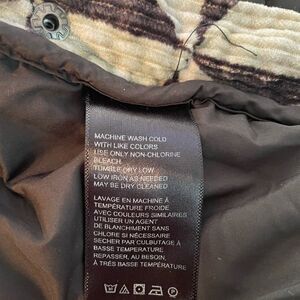 MACHINE WASH COLD
WITH LIKE COLORS
USE ONLY NON-CHLORINE
BLEACH.
TUMBLE DRY LOW
LOW IRON AS NEEDED
MAY BE DRY CLEANED
LAVAGE EN MACHINE À
TEMPÉRATURE FROIDE
AVEC COULEURS SIMILAIRES
UTILISER UN AGENT
DE BLANCHIMENT SANS
CHLORE SI NÉCESSAIRE
SECHER PAR CULBUTAGE À
BASSE TEMPERATURE
REPASSER, AU BESOIN,
À TRÈS BASSE TEMPÉRATURE